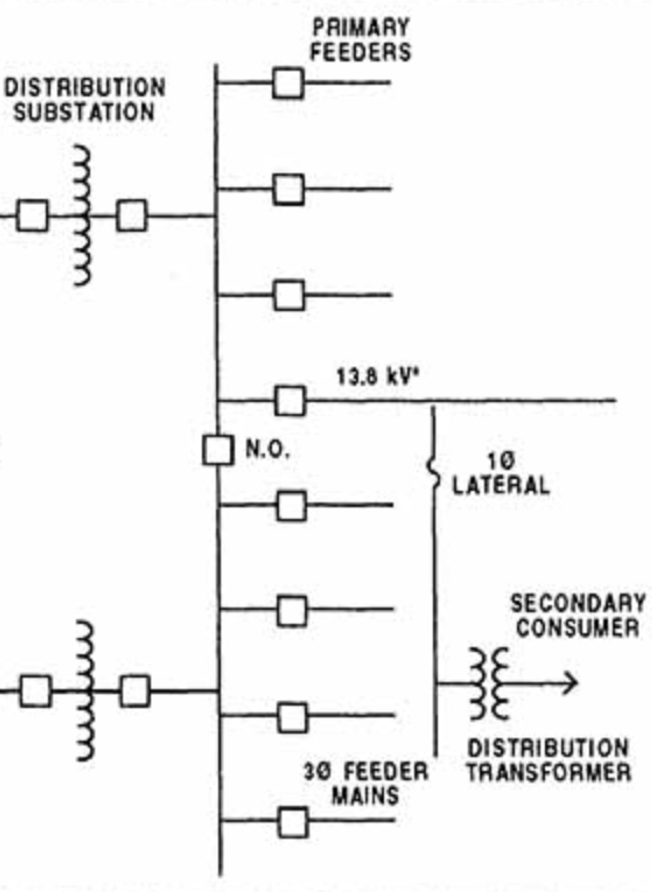 PRIMARY
FEEDERS
DISTRIBUTION
SUBSTATION
13.8 kV*
N.O.
1Ø
LATERAL
SECONDARY
CONSUMER
DISTRIBUTION
TRANSFORMER
3Ø FEEDER
MAINS